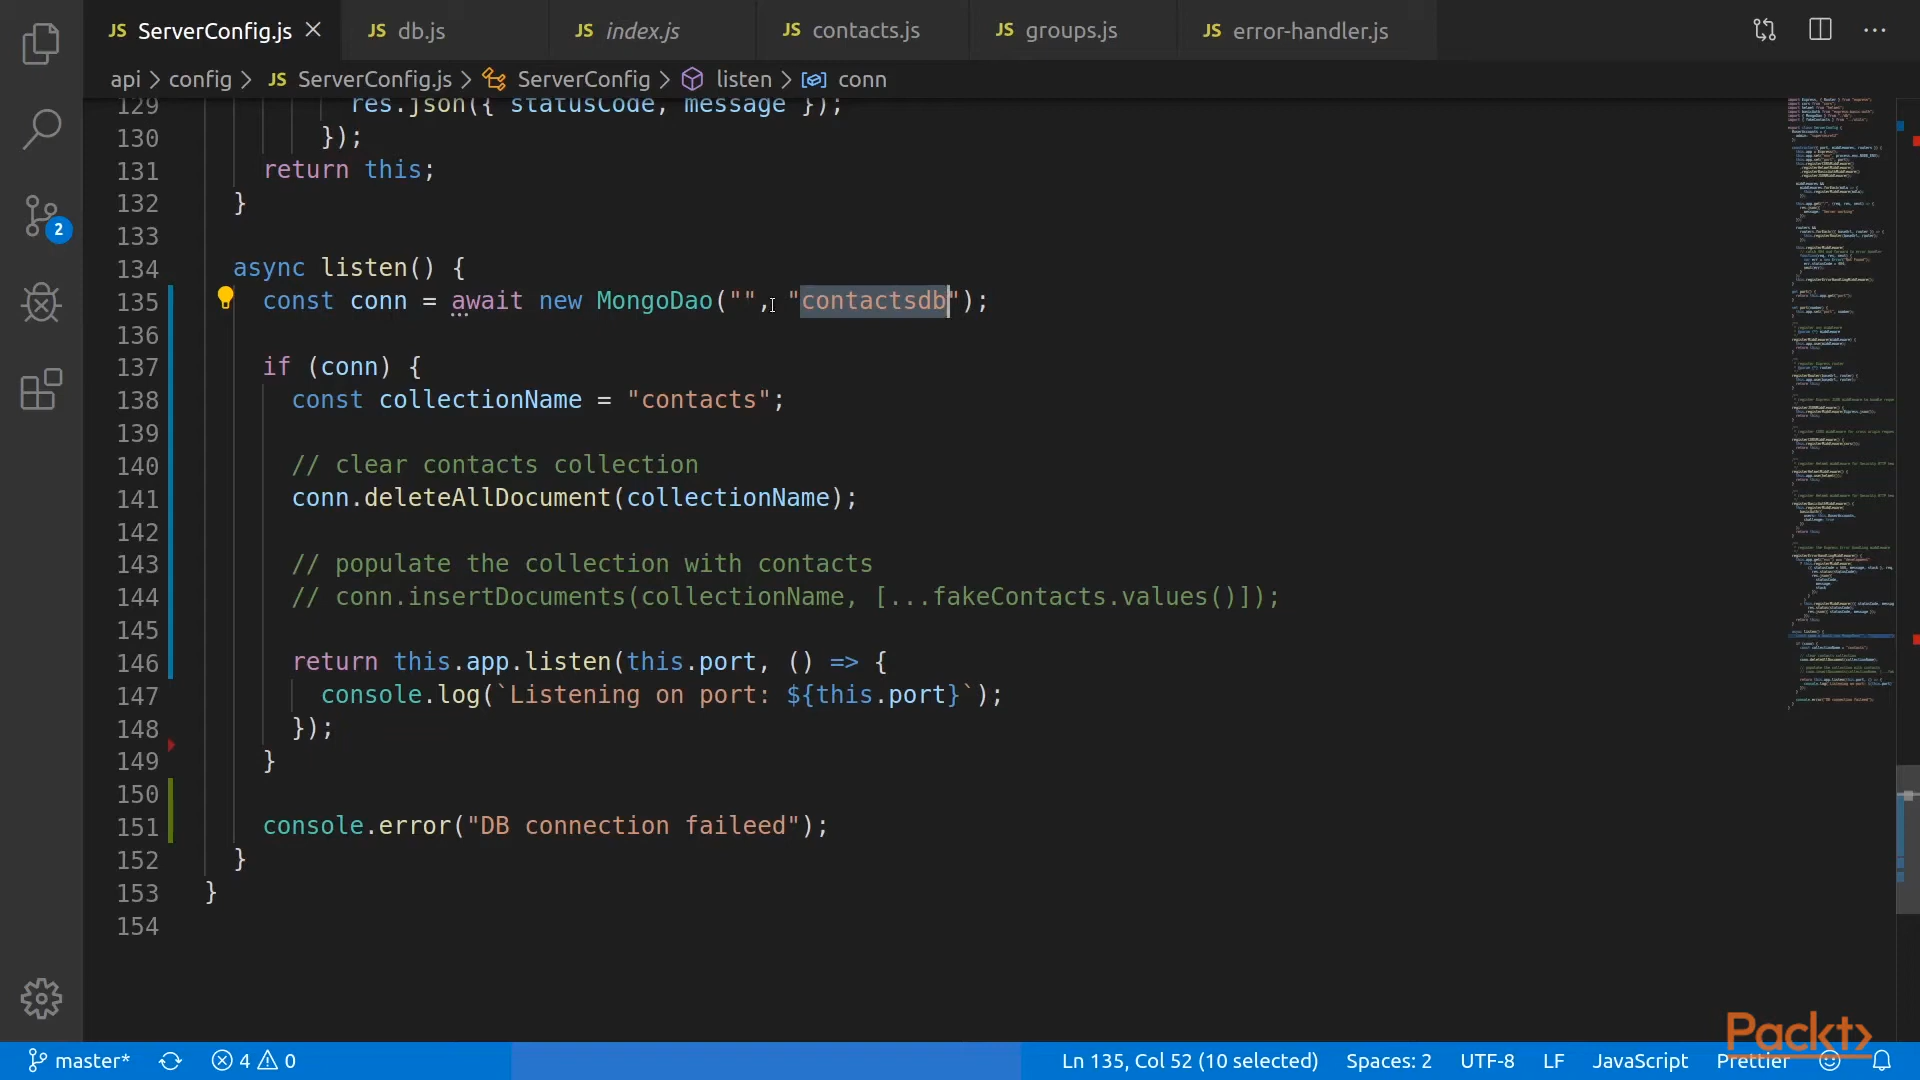 JS ServerConfig.js
JS db.js
JS index.js
JS contacts.js
JS groups.js
JS error-handler.js
api > config > JS ServerConfig.js > ServerConfig > listen > conn
129 res.json({ statusCode, message });
130 });
131 return this;
132 }
133
134 async listen() {
135 const conn = await new MongoDao("", "contactsdb");
136
137 if (conn) {
138 const collectionName = "contacts";
139
140 // clear contacts collection
141 conn.deleteAllDocument(collectionName);
142
143 // populate the collection with contacts
144 // conn.insertDocuments(collectionName, [...fakeContacts.values()]);
145
146 return this.app.listen(this.port, () => {
147 console.log(`Listening on port: ${this.port}`);
148 });
149 }
150
151 console.error("DB connection faileed");
152 }
153 }
154
2
Packt>
master* 4 0 Ln 135, Col 52 (10 selected) Spaces: 2 UTF-8 LF JavaScript Prettier